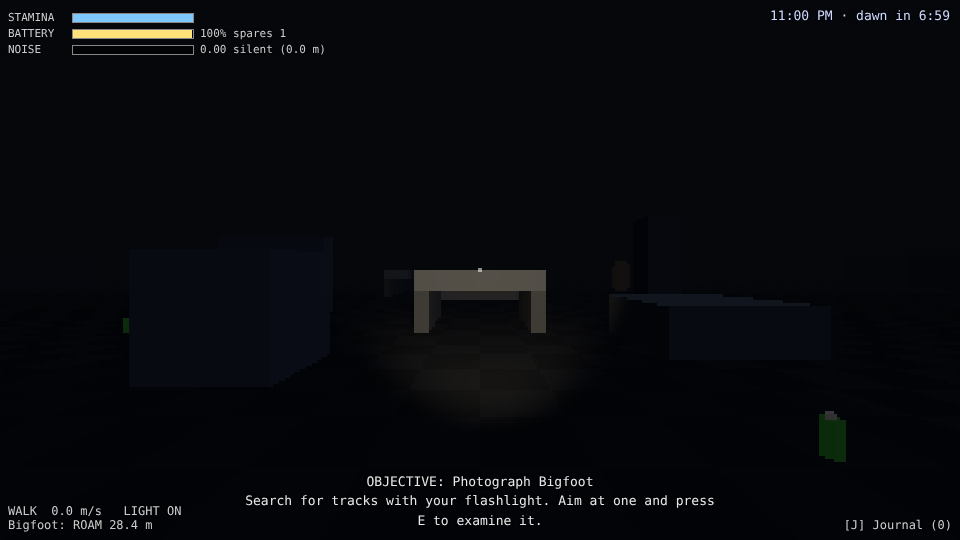 STAMINA
BATTERY 100% spares 1
NOISE 0.00 silent (0.0 m)
11:00 PM · dawn in 6:59
OBJECTIVE: Photograph Bigfoot
Search for tracks with your flashlight. Aim at one and press
E to examine it.
WALK 0.0 m/s LIGHT ON
Bigfoot: ROAM 28.4 m
[J] Journal (0)